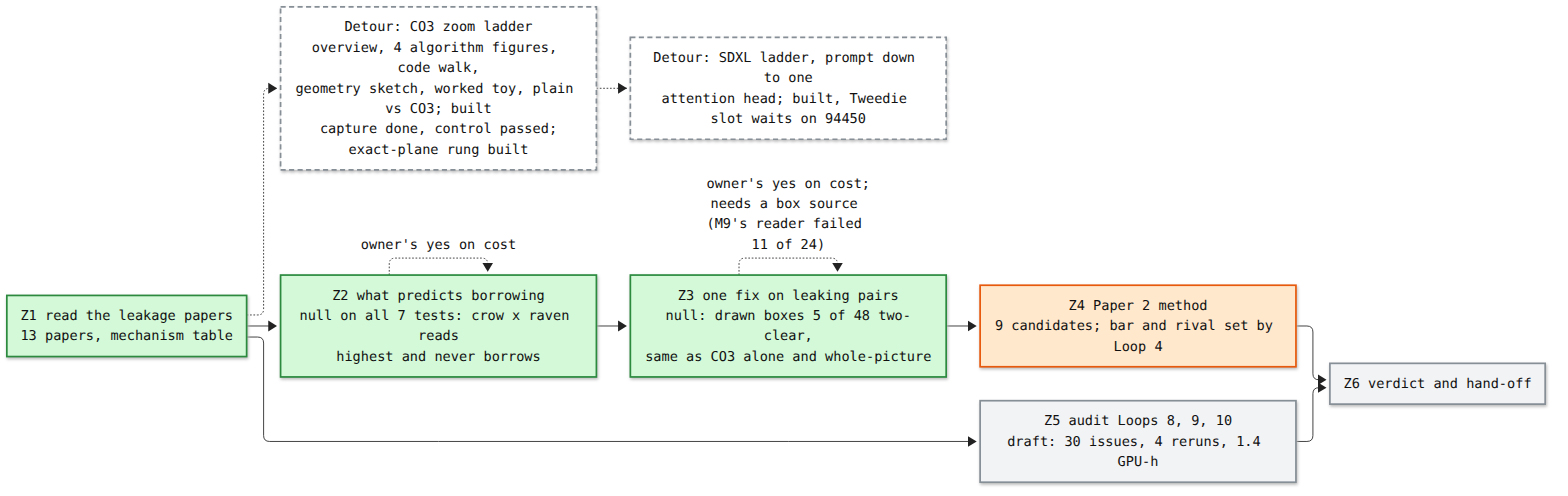 Detour: CO3 zoom ladder
overview, 4 algorithm figures,
code walk,
geometry sketch, worked toy, plain
vs CO3; built
capture done, control passed;
exact-plane rung built
Detour: SDXL ladder, prompt down
to one
attention head; built, Tweedie
slot waits on 94450
owner's yes on cost
owner's yes on cost;
needs a box source
(M9's reader failed
11 of 24)
Z1 read the leakage papers
13 papers, mechanism table
Z2 what predicts borrowing
null on all 7 tests: crow x raven
reads
highest and never borrows
Z3 one fix on leaking pairs
null: drawn boxes 5 of 48 two-
clear,
same as CO3 alone and whole-picture
Z4 Paper 2 method
9 candidates; bar and rival set by
Loop 4
Z5 audit Loops 8, 9, 10
draft: 30 issues, 4 reruns, 1.4
GPU-h
Z6 verdict and hand-off